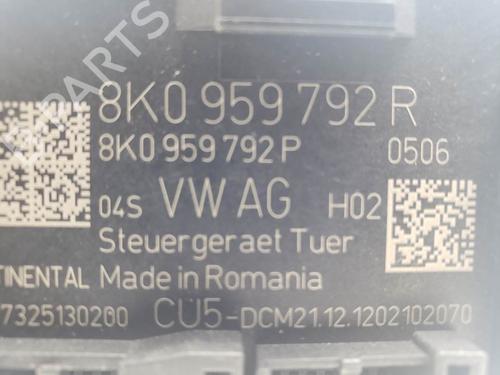 8K0 959 792 R
8K0 959 792 P 0506
04S VW AG H02
Steuergeraet Tuer
TINENTAL Made in Romania
7325130200 CU5-DCM21.12.1202102070
PARTS